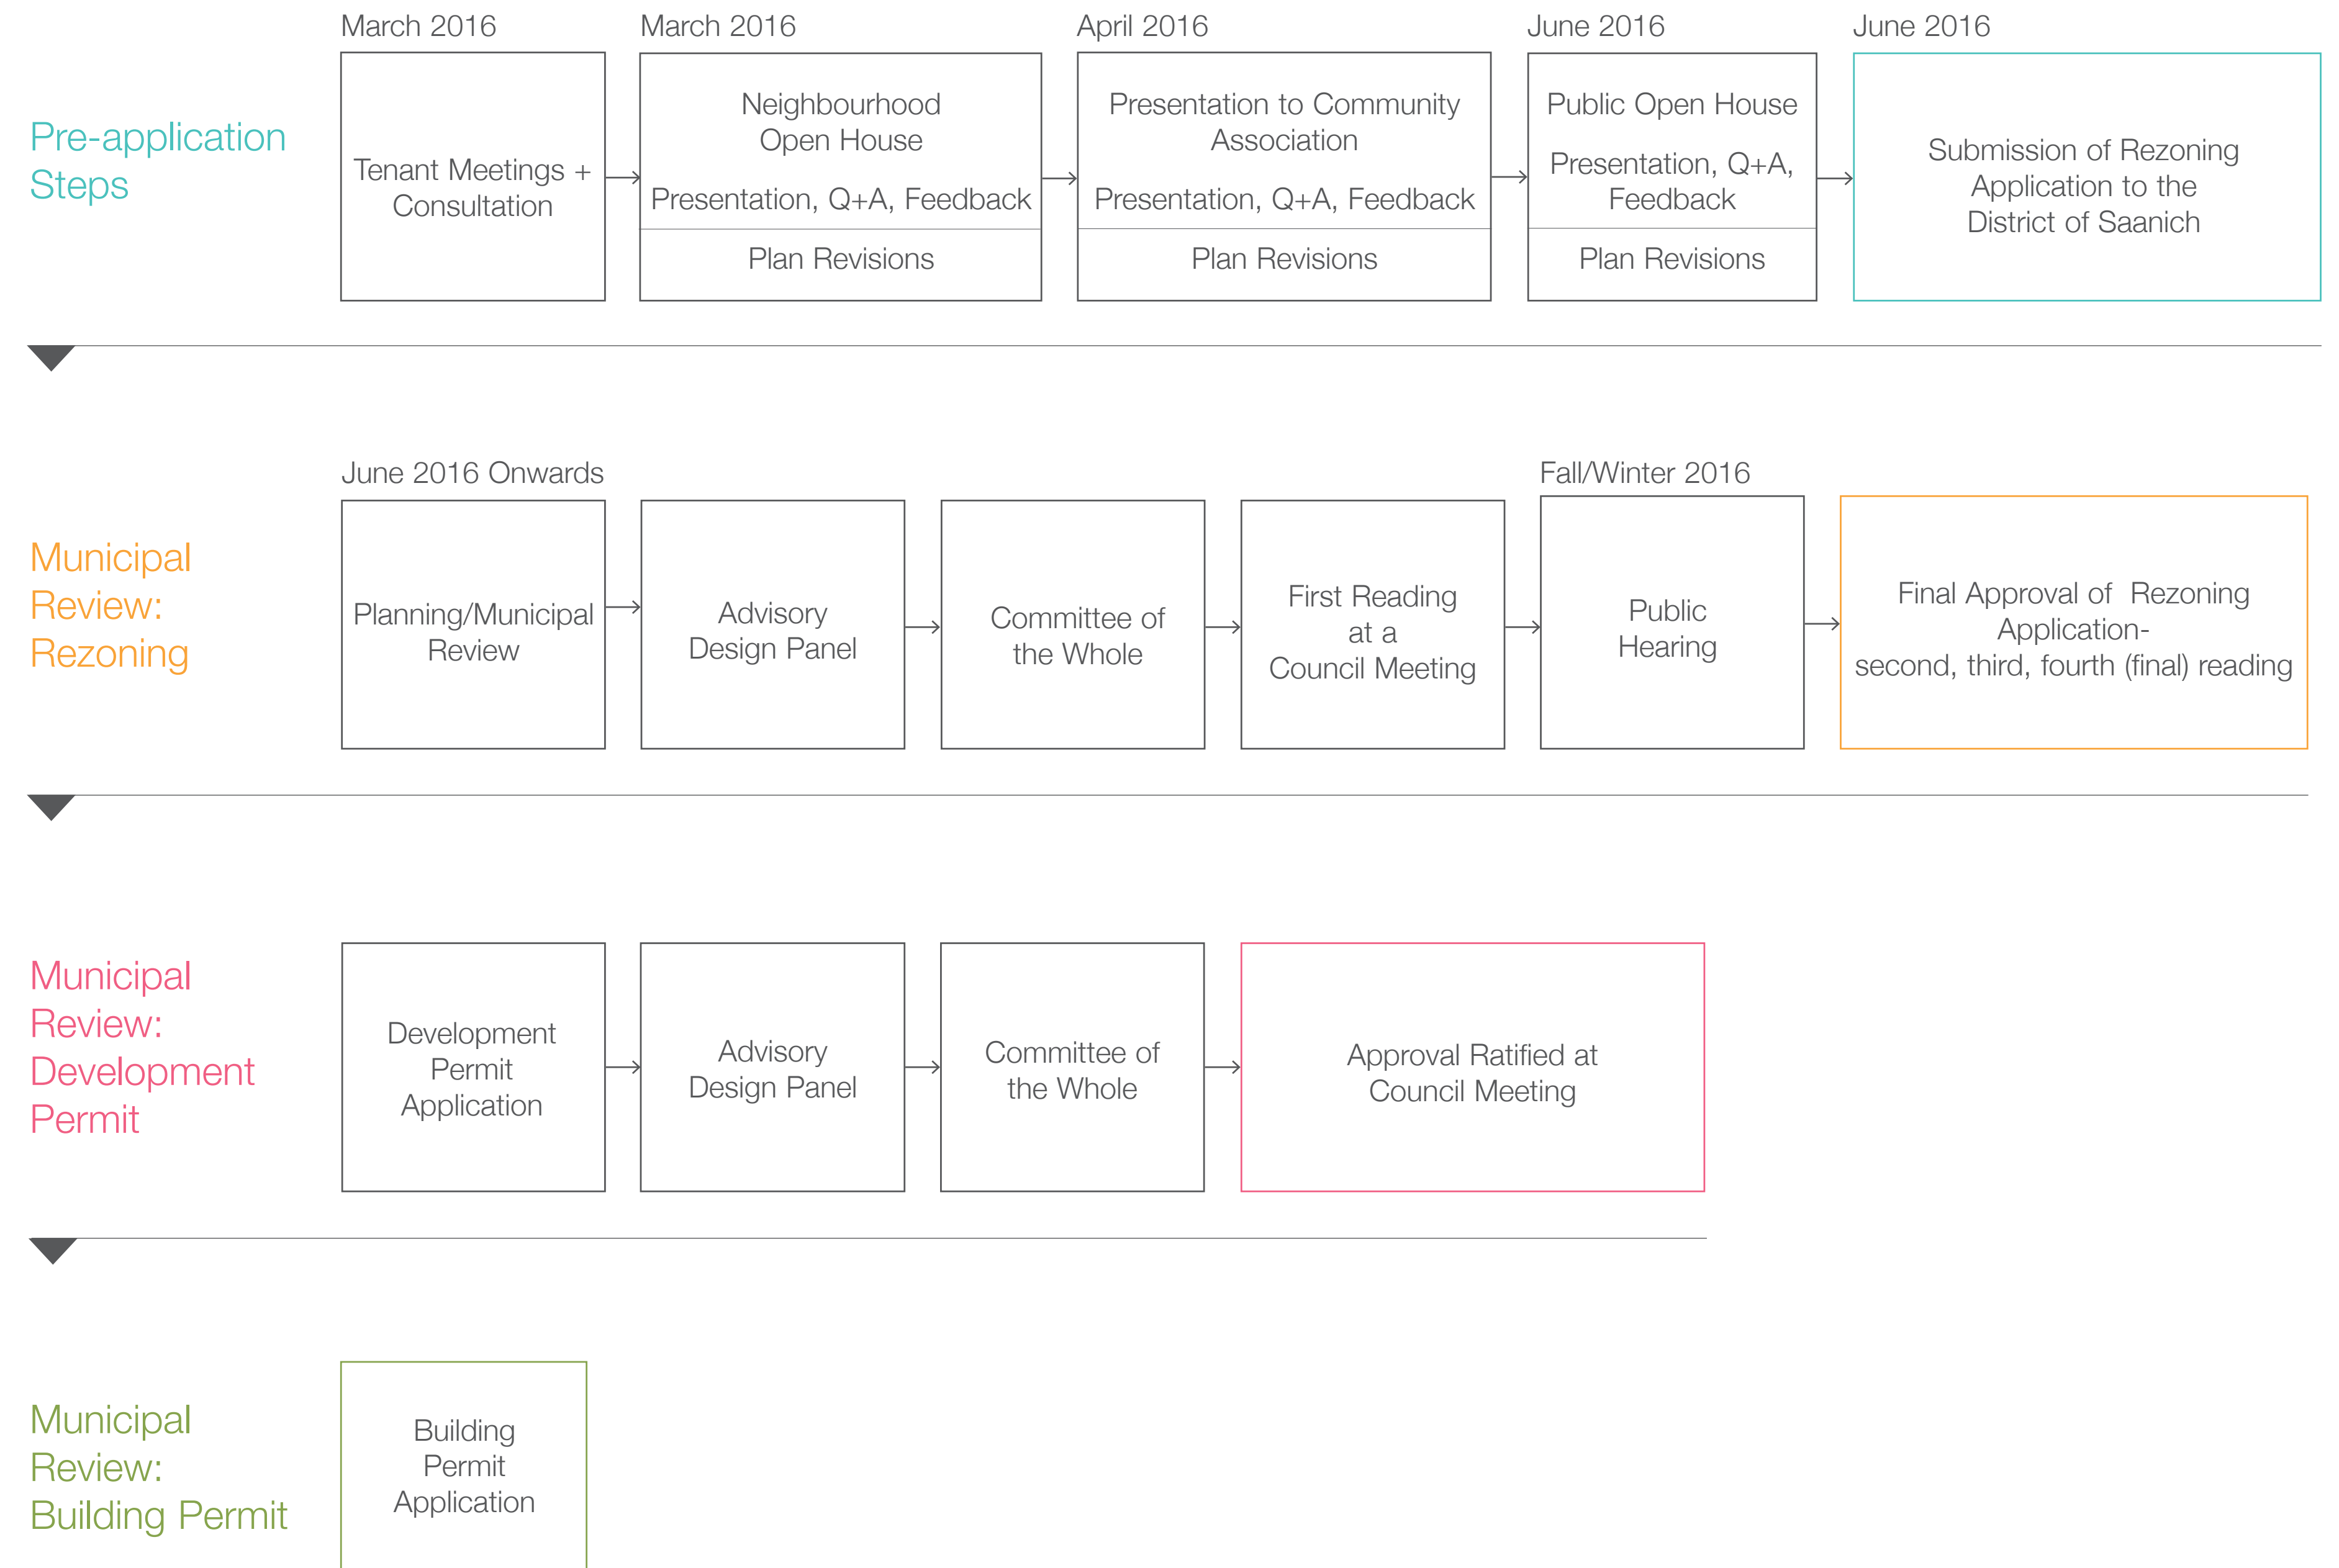 Pre-application
Steps
March 2016
Tenant Meetings +
Consultation
March 2016
Neighbourhood
Open House
Presentation, Q+A, Feedback
Plan Revisions
April 2016
Presentation to Community
Association
Presentation, Q+A, Feedback
Plan Revisions
June 2016
Public Open House
Presentation, Q+A,
Feedback
Plan Revisions
June 2016
Submission of Rezoning
Application to the
District of Saanich
Municipal
Review:
Rezoning
June 2016 Onwards
Planning/Municipal
Review
Advisory
Design Panel
Committee of
the Whole
First Reading
at a
Council Meeting
Fall/Winter 2016
Public
Hearing
Final Approval of  Rezoning
Application-
second, third, fourth (final) reading
Municipal
Review:
Development
Permit
Development
Permit
Application
Advisory
Design Panel
Committee of
the Whole
Approval Ratified at
Council Meeting
Municipal
Review:
Building Permit
Building
Permit
Application